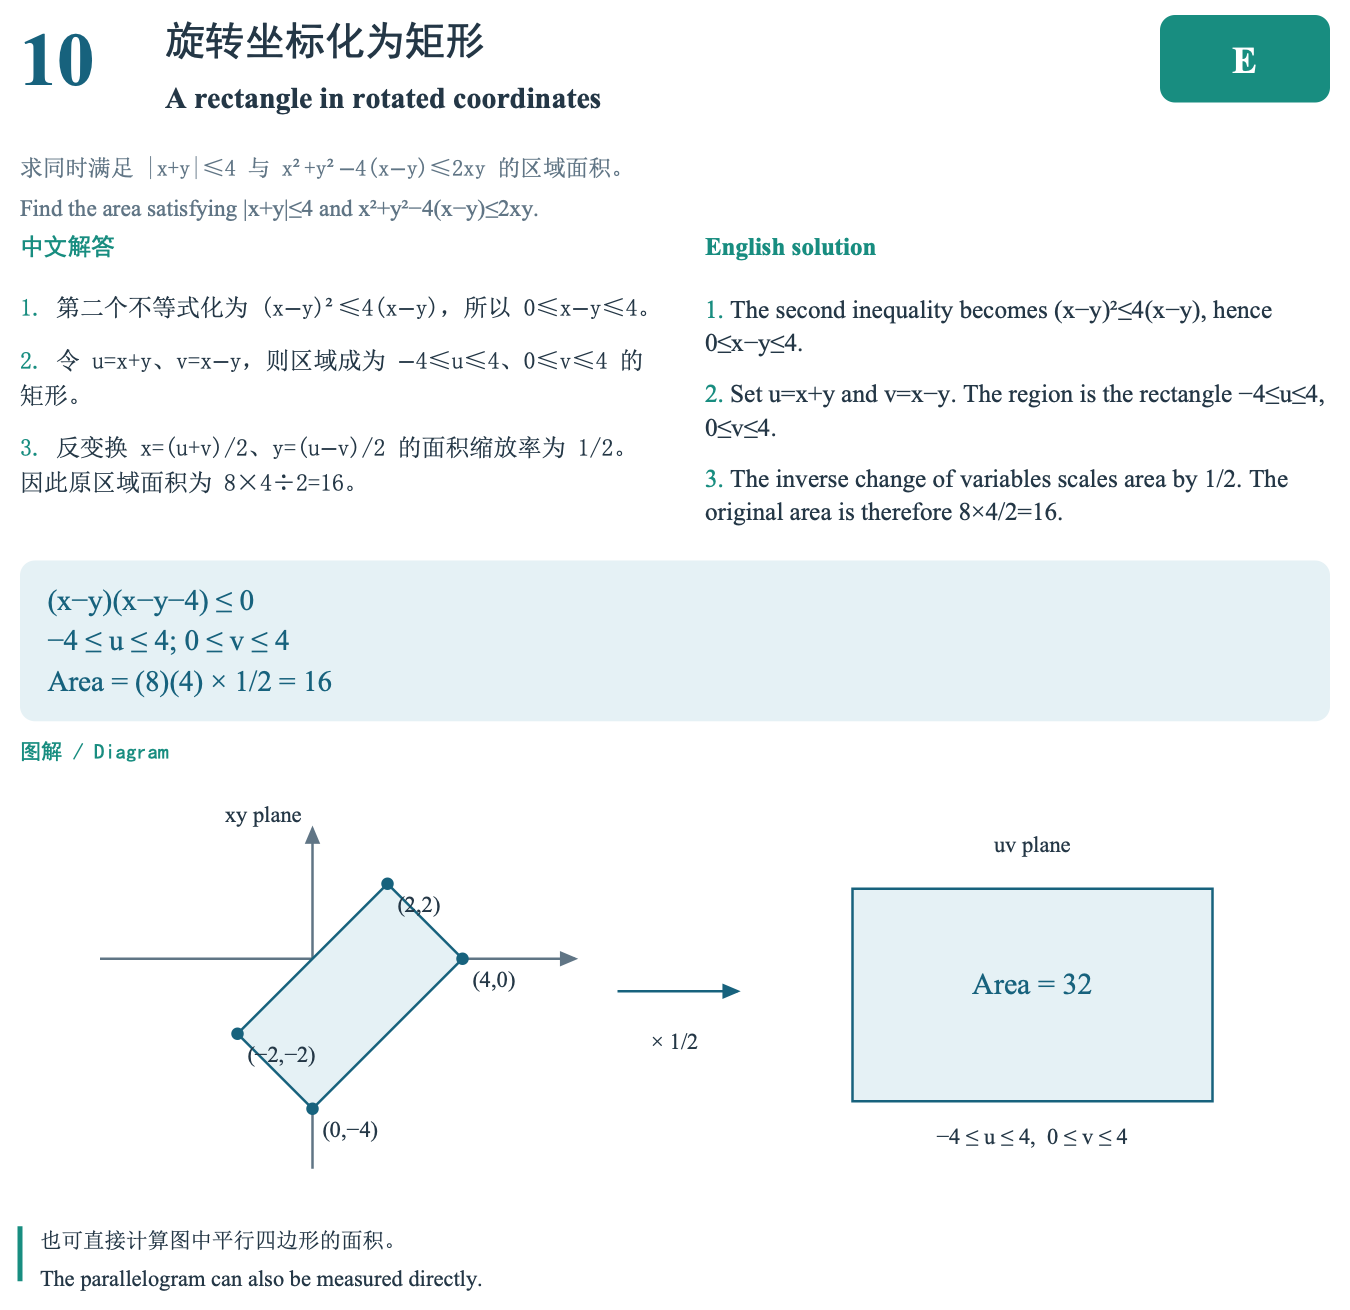 10
旋转坐标化为矩形
A rectangle in rotated coordinates
E
求同时满足 |x+y|≤4 与 x²+y²−4(x−y)≤2xy 的区域面积。
Find the area satisfying |x+y|≤4 and x²+y²−4(x−y)≤2xy.
中文解答
1. 第二个不等式化为 (x−y)²≤4(x−y)，所以 0≤x−y≤4。
2. 令 u=x+y、v=x−y，则区域成为 −4≤u≤4、0≤v≤4 的
矩形。
3. 反变换 x=(u+v)/2、y=(u−v)/2 的面积缩放率为 1/2。
因此原区域面积为 8×4÷2=16。
English solution
1. The second inequality becomes (x−y)²≤4(x−y), hence
0≤x−y≤4.
2. Set u=x+y and v=x−y. The region is the rectangle −4≤u≤4,
0≤v≤4.
3. The inverse change of variables scales area by 1/2. The
original area is therefore 8×4/2=16.
(x−y)(x−y−4) ≤ 0
−4 ≤ u ≤ 4; 0 ≤ v ≤ 4
Area = (8)(4) × 1/2 = 16
图解 / Diagram
xy plane
(2,2)
(4,0)
(−2,−2)
(0,−4)
× 1/2
uv plane
Area = 32
−4 ≤ u ≤ 4, 0 ≤ v ≤ 4
也可直接计算图中平行四边形的面积。
The parallelogram can also be measured directly.